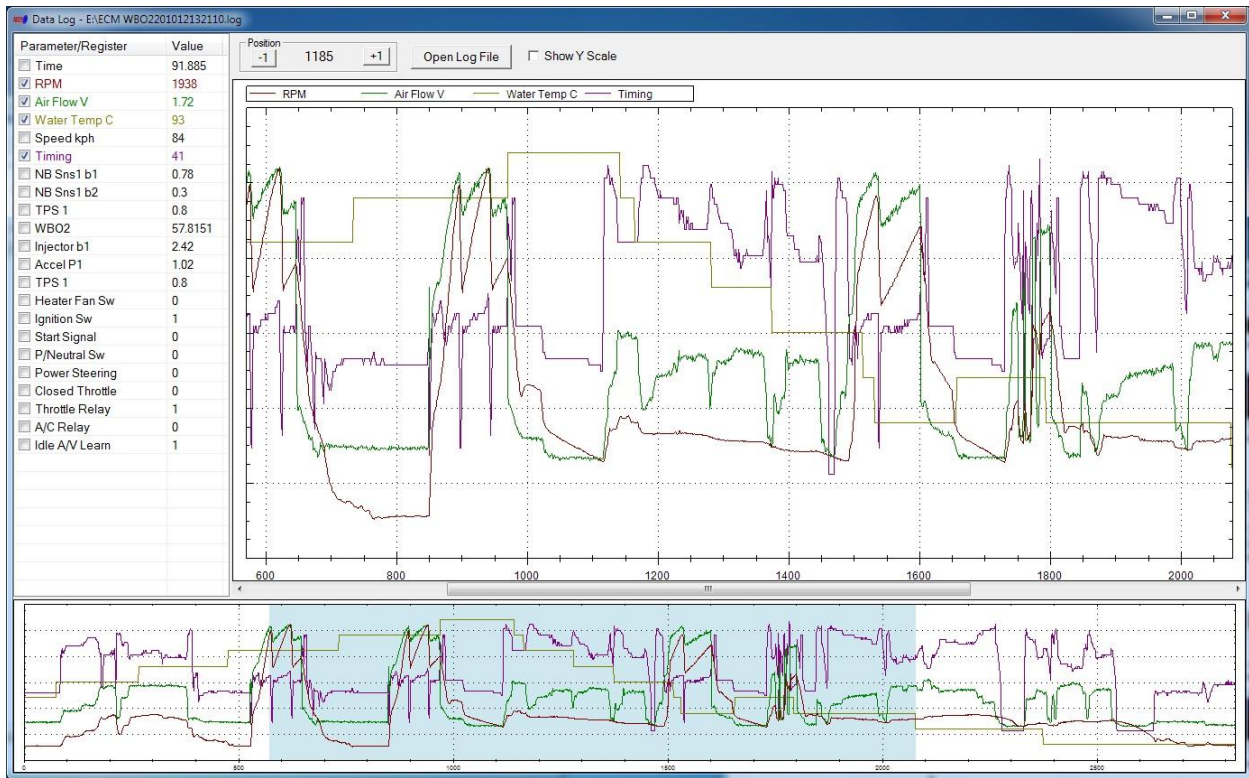 Data Log - E:\ECM WBO2201012132110.log
Parameter/Register Value
Time 91.885
RPM 1938
Air Flow V 1.72
Water Temp C 93
Speed kph 84
Timing 41
NB Sns1 b1 0.78
NB Sns1 b2 0.3
TPS 1 0.8
WBO2 57.8151
Injector b1 2.42
Accel P1 1.02
TPS 1 0.8
Heater Fan Sw 0
Ignition Sw 1
Start Signal 0
P/Neutral Sw 0
Power Steering 0
Closed Throttle 0
Throttle Relay 1
A/C Relay 0
Idle A/V Learn 1
Position
-1 1185 +1 Open Log File Show Y Scale
RPM Air Flow V Water Temp C Timing
600 800 1000 1200 1400 1600 1800 2000
0 500 1000 1500 2000 2500